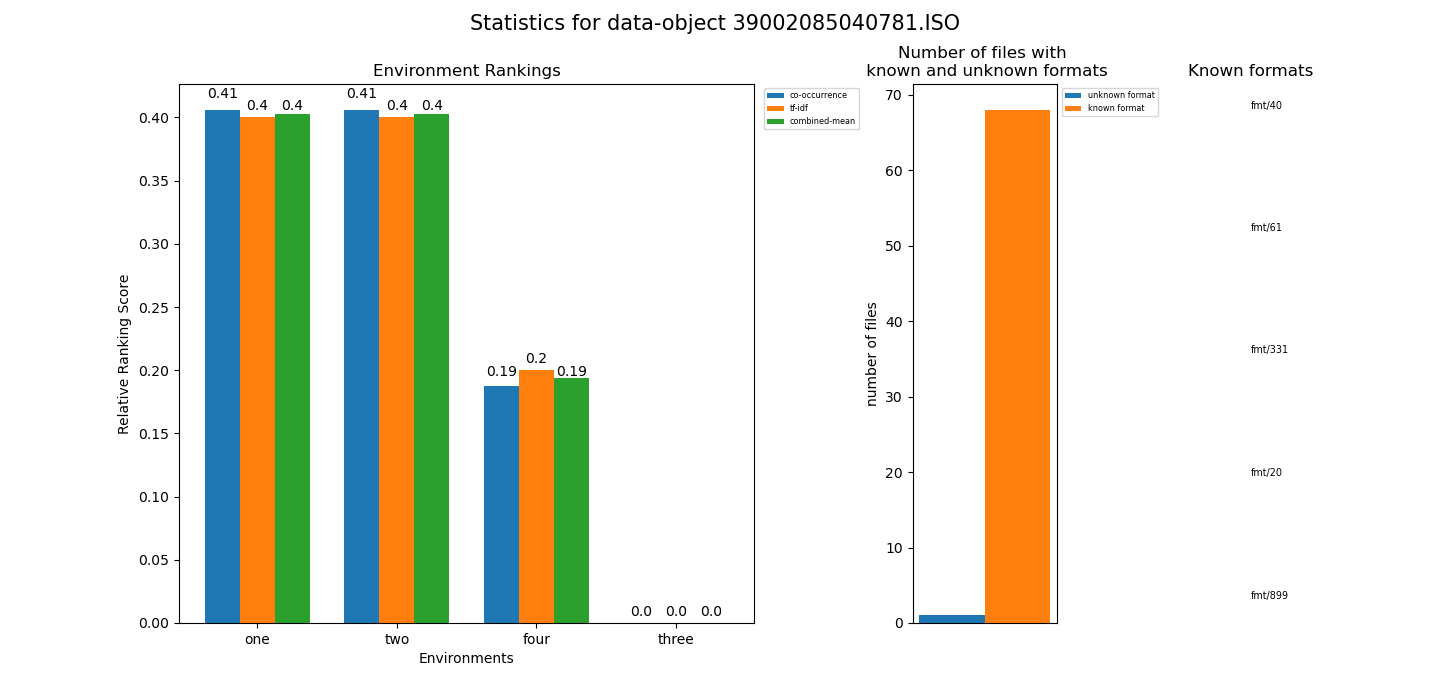 Statistics for data-object 39002085040781.ISO
Environment Rankings
0.41
0.4
0.4
0.41
0.4
0.4
0.19
0.2
0.19
0.0
0.0
0.0
0.40
0.35
0.30
0.25
0.20
0.15
0.10
0.05
0.00
Relative Ranking Score
one
two
four
three
Environments
co-occurrence
tf-idf
combined-mean
Number of files with
known and unknown formats
70
60
50
40
30
20
10
0
number of files
unknown format
known format
Known formats
fmt/40
fmt/61
fmt/331
fmt/20
fmt/899